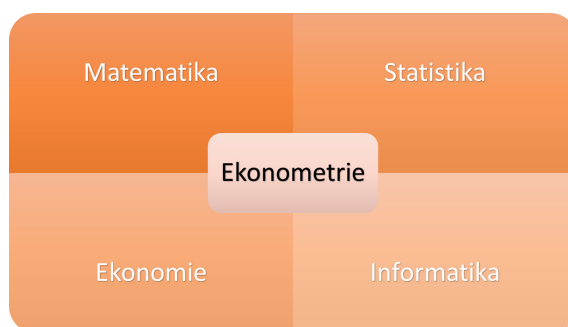 Matematika
Statistika
Ekonometrie
Ekonomie
Informatika